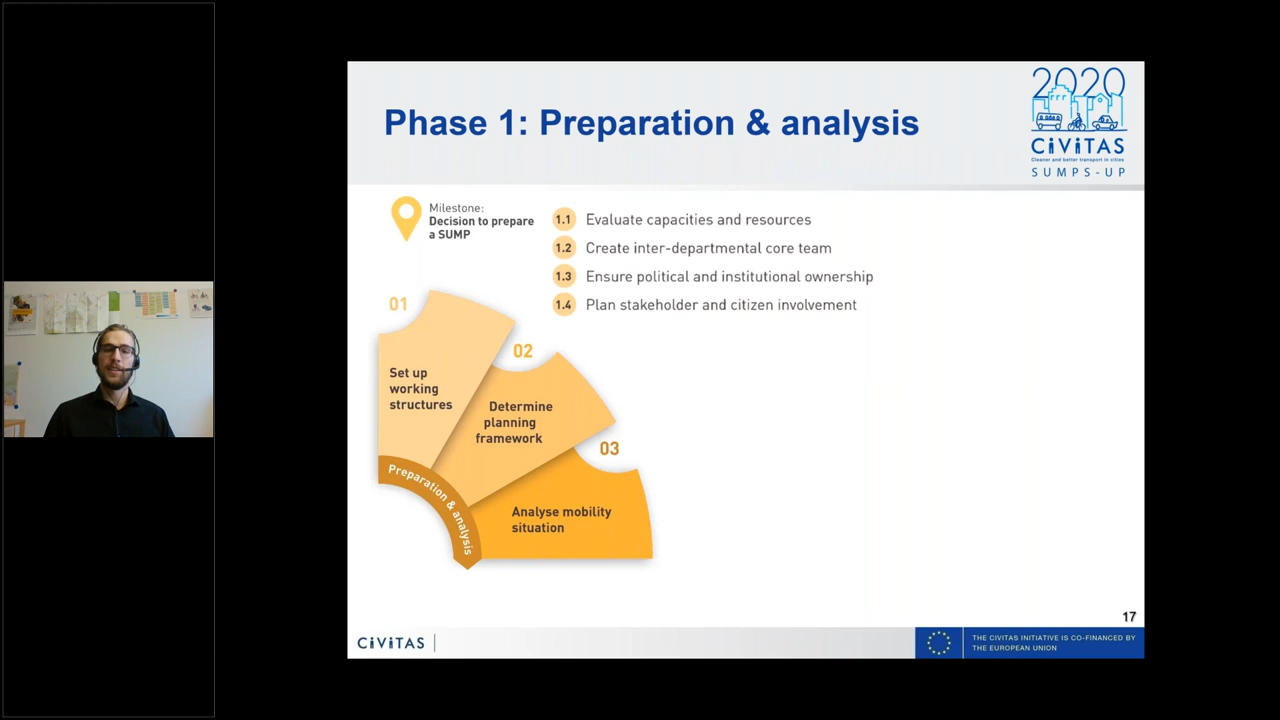 Phase 1: Preparation & analysis
2020
CiViTAS
Cleaner and better transport in cities
SUMPS-UP
Milestone:
Decision to prepare
a SUMP
1.1 Evaluate capacities and resources
1.2 Create inter-departmental core team
1.3 Ensure political and institutional ownership
1.4 Plan stakeholder and citizen involvement
01
Set up
working
structures
02
Determine
planning
framework
03
Analyse mobility
situation
Preparation & analysis
17
CiViTAS
THE CIVITAS INITIATIVE IS CO-FINANCED BY
THE EUROPEAN UNION